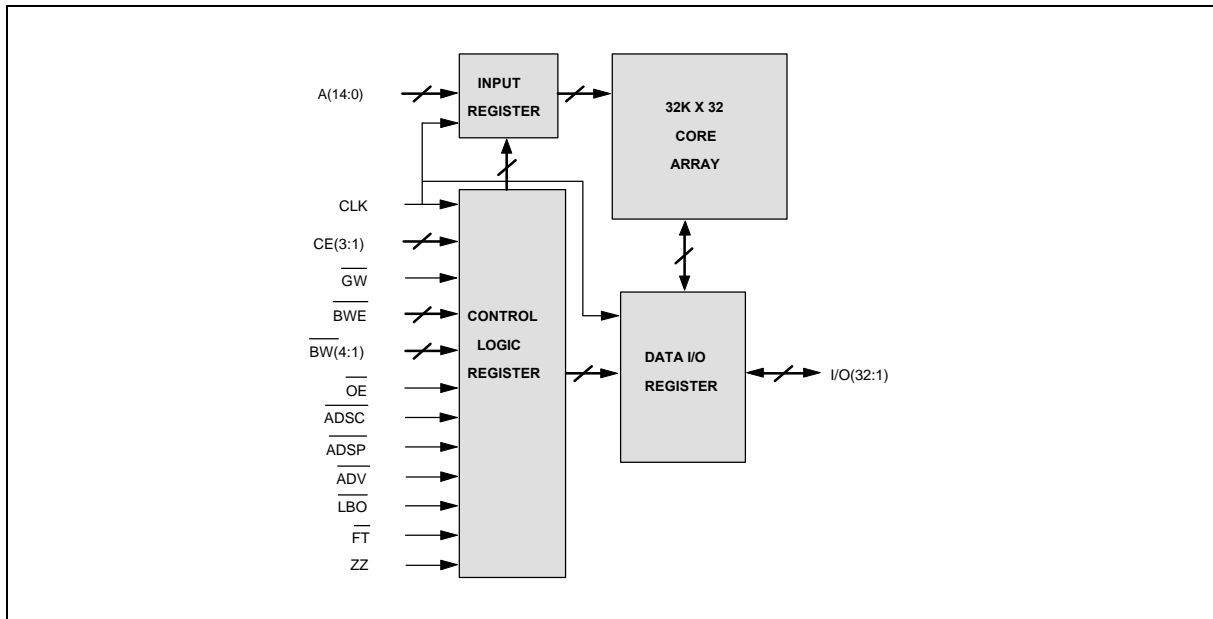 A(14:0)
INPUT
REGISTER
32K X 32
CORE
ARRAY
CLK
CE(3:1)
GW
BWE
BW(4:1)
OE
ADSC
ADSP
ADV
LBO
FT
ZZ
CONTROL
LOGIC
REGISTER
DATA I/O
REGISTER
I/O(32:1)